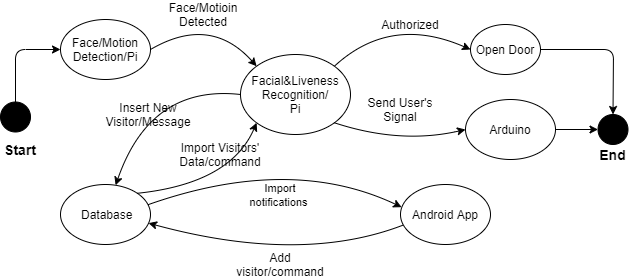 Face/Motioin
Detected
Authorized
Face/Motion
Detection/Pi
Open Door
Facial&Liveness
Recognition/
Pi
Insert New
Visitor/Message
Send User's
Signal
Arduino
Start
Import Visitors'
Data/command
End
Import
notifications
Database
Android App
Add
visitor/command